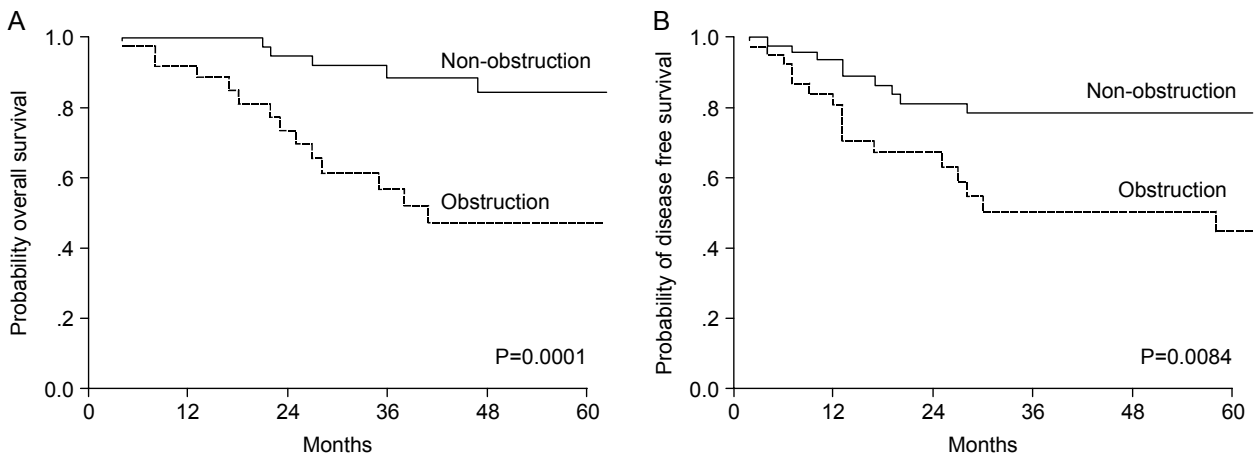 A
Probability overall survival
1.0
.8
.6
.4
.2
0.0
Non-obstruction
Obstruction
P=0.0001
0 12 24 36 48 60
Months
B
Probability of disease free survival
1.0
.8
.6
.4
.2
0.0
Non-obstruction
Obstruction
P=0.0084
0 12 24 36 48 60
Months